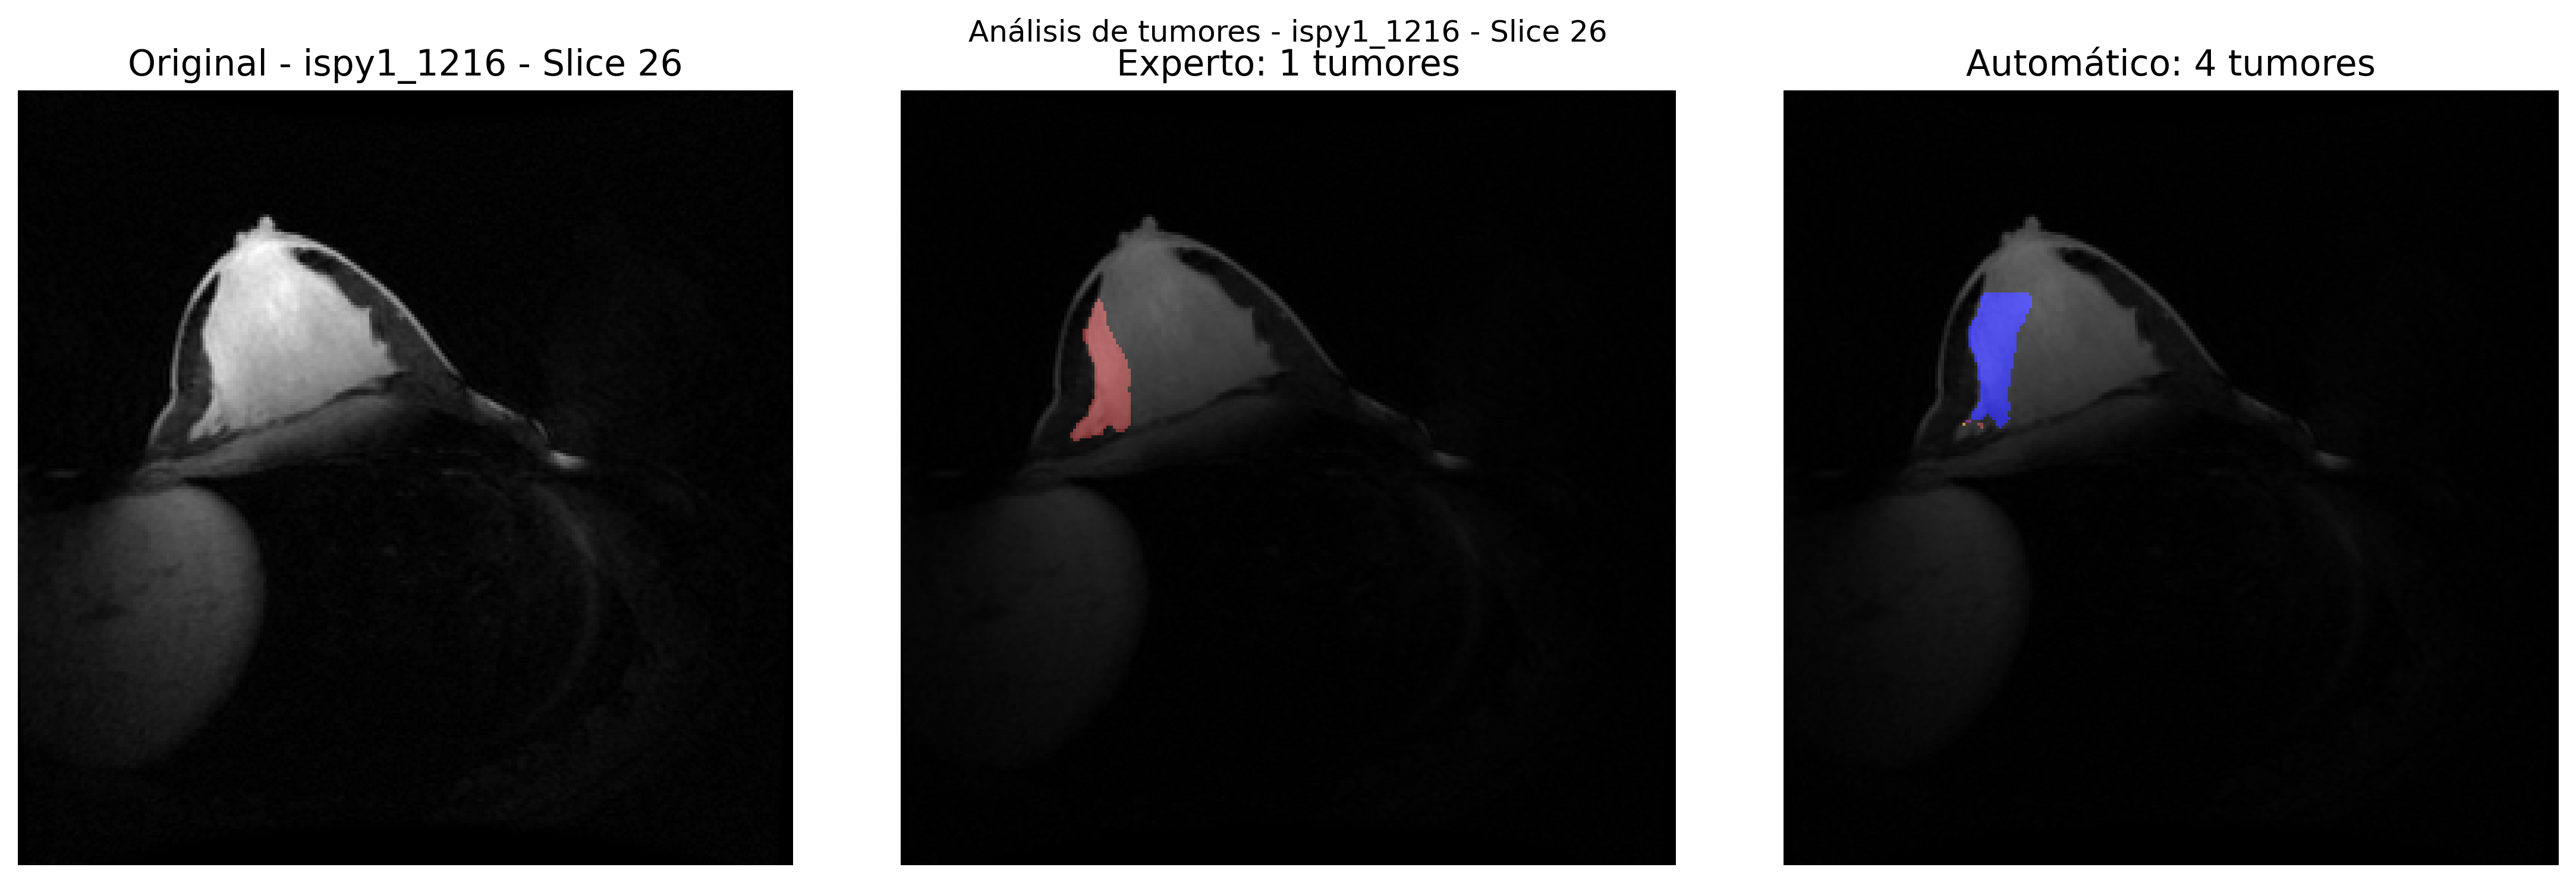 Análisis de tumores - ispy1_1216 - Slice 26
Original - ispy1_1216 - Slice 26
Experto: 1 tumores
Automático: 4 tumores